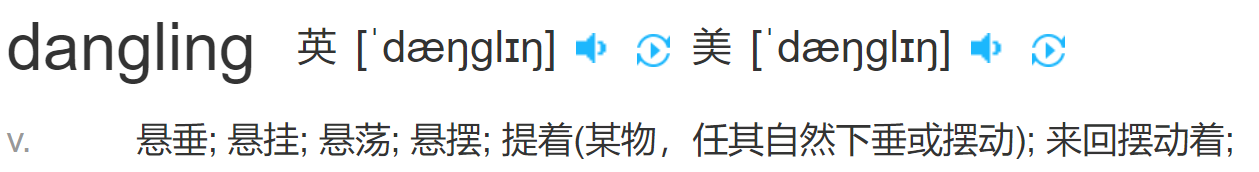 dangling 英 [ˈdæŋɡlɪŋ] 美 [ˈdæŋɡlɪŋ]
v. 悬垂; 悬挂; 悬荡; 悬摆; 提着(某物，任其自然下垂或摆动); 来回摆动着;